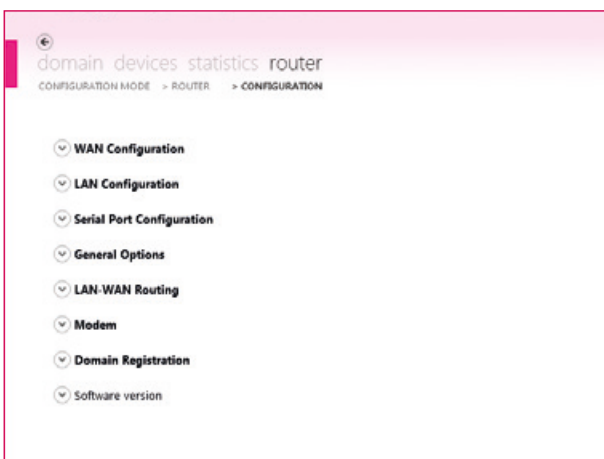 domain devices statistics router
CONFIGURATION MODE > ROUTER > CONFIGURATION
WAN Configuration
LAN Configuration
Serial Port Configuration
General Options
LAN-WAN Routing
Modem
Domain Registration
Software version